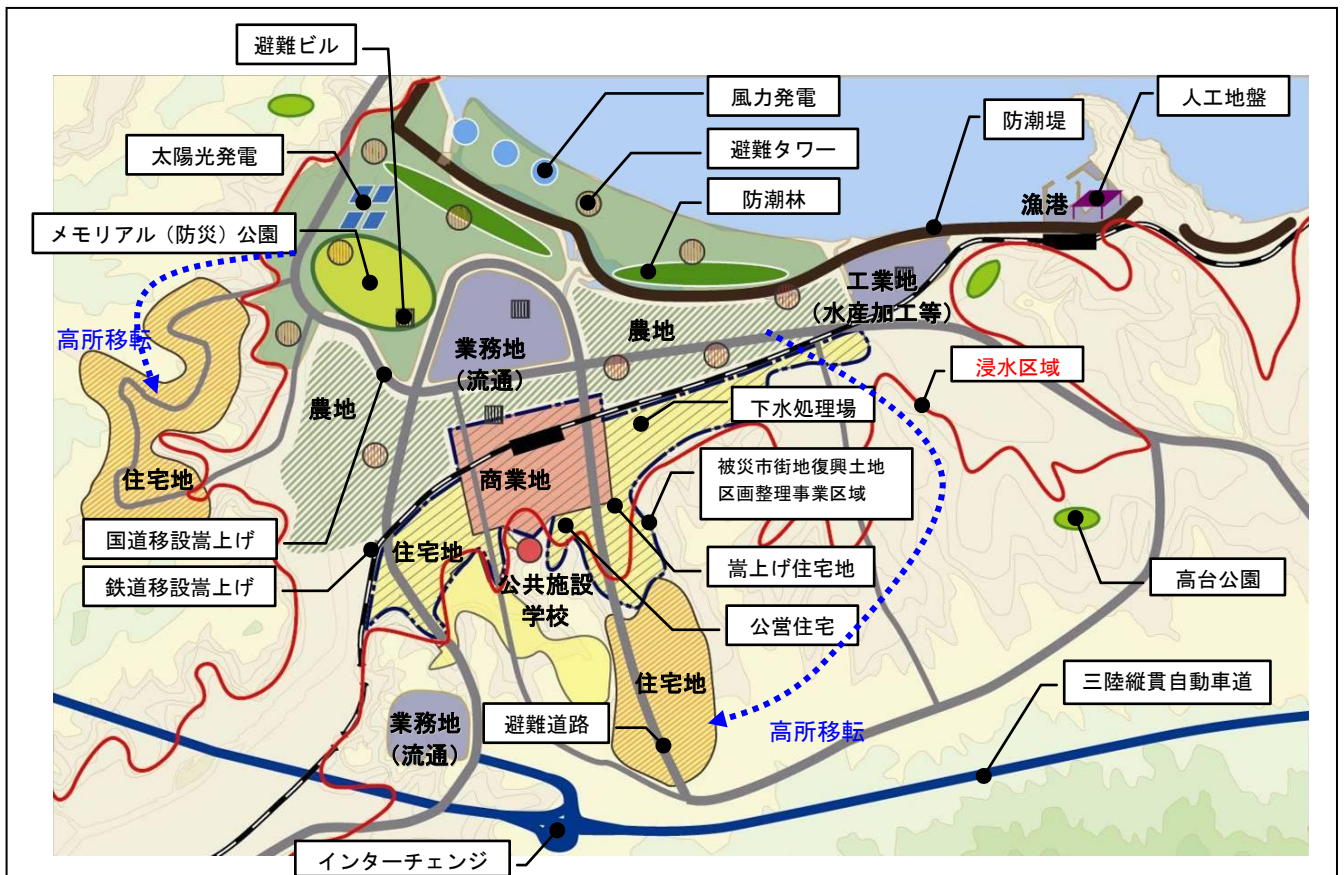 避難ビル
風力発電
人工地盤
防潮堤
太陽光発電
避難タワー
防潮林
漁港
メモリアル（防災）公園
工業地
（水産加工等）
農地
高所移転
業務地
（流通）
浸水区域
農地
下水処理場
住宅地
商業地
被災市街地復興土地
区画整理事業区域
国道移設嵩上げ
住宅地
嵩上げ住宅地
鉄道移設嵩上げ
公共施設
学校
高台公園
公営住宅
住宅地
三陸縦貫自動車道
業務地
（流通）
避難道路
高所移転
インターチェンジ